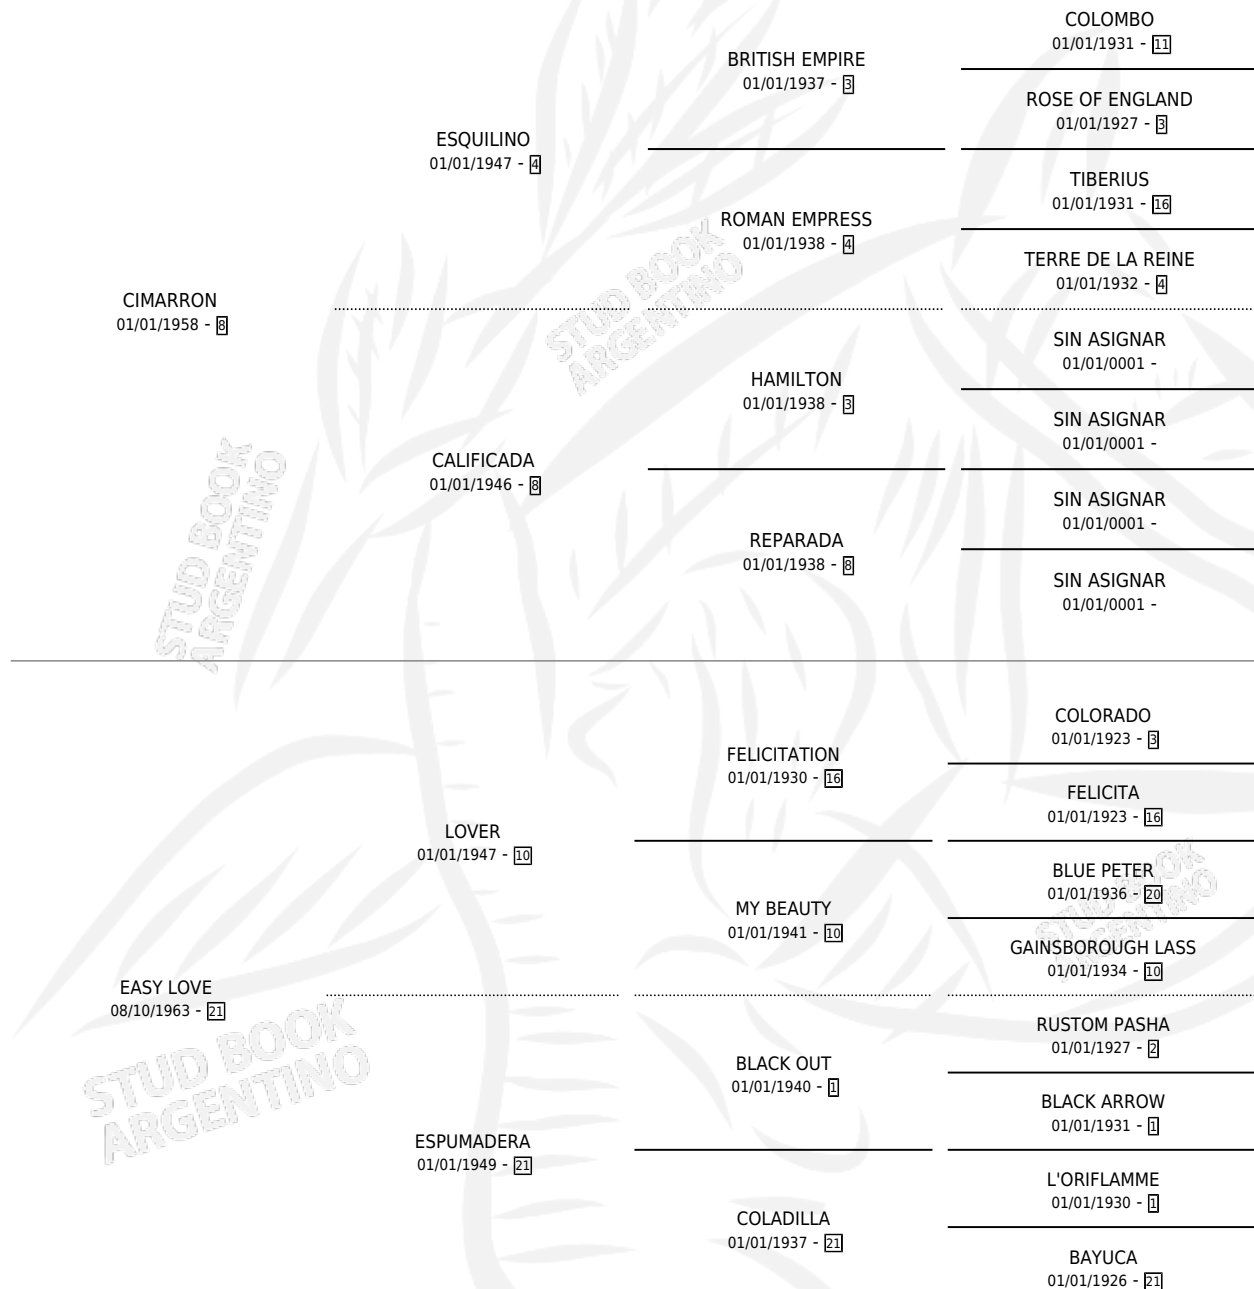 COLOMBO
01/01/1931 - 11
BRITISH EMPIRE
01/01/1937 - 3
ROSE OF ENGLAND
01/01/1927 - 3
ESQUILINO
01/01/1947 - 4
TIBERIUS
01/01/1931 - 16
ROMAN EMPRESS
01/01/1938 - 4
TERRE DE LA REINE
01/01/1932 - 4
CIMARRON
01/01/1958 - 8
SIN ASIGNAR
01/01/0001 -
HAMILTON
01/01/1938 - 3
SIN ASIGNAR
01/01/0001 -
CALIFICADA
01/01/1946 - 8
SIN ASIGNAR
01/01/0001 -
REPARADA
01/01/1938 - 8
SIN ASIGNAR
01/01/0001 -
STUD BOOK
ARGENTINO
STUD BOOK
ARGENTINO
COLORADO
01/01/1923 - 3
FELICITATION
01/01/1930 - 16
FELICITA
01/01/1923 - 16
LOVER
01/01/1947 - 10
BLUE PETER
01/01/1936 - 20
MY BEAUTY
01/01/1941 - 10
GAINSBOROUGH LASS
01/01/1934 - 10
EASY LOVE
08/10/1963 - 21
RUSTOM PASHA
01/01/1927 - 2
BLACK OUT
01/01/1940 - 1
BLACK ARROW
01/01/1931 - 1
ESPUMADERA
01/01/1949 - 21
L'ORIFLAMME
01/01/1930 - 1
COLADILLA
01/01/1937 - 21
BAYUCA
01/01/1926 - 21
STUD BOOK
ARGENTINO
STUD BOOK
ARGENTINO